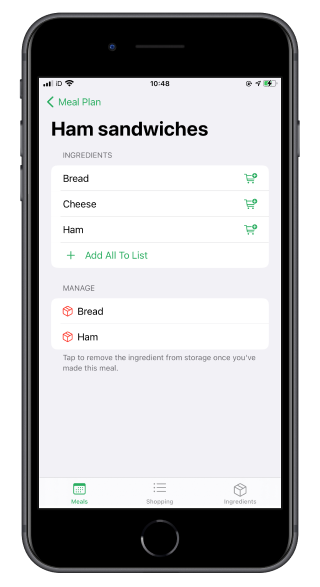 iD
10:48
Meal Plan
Ham sandwiches
INGREDIENTS
Bread
Cheese
Ham
Add All To List
MANAGE
Bread
Ham
Tap to remove the ingredient from storage once you've
made this meal.
Meals
Shopping
Ingredients